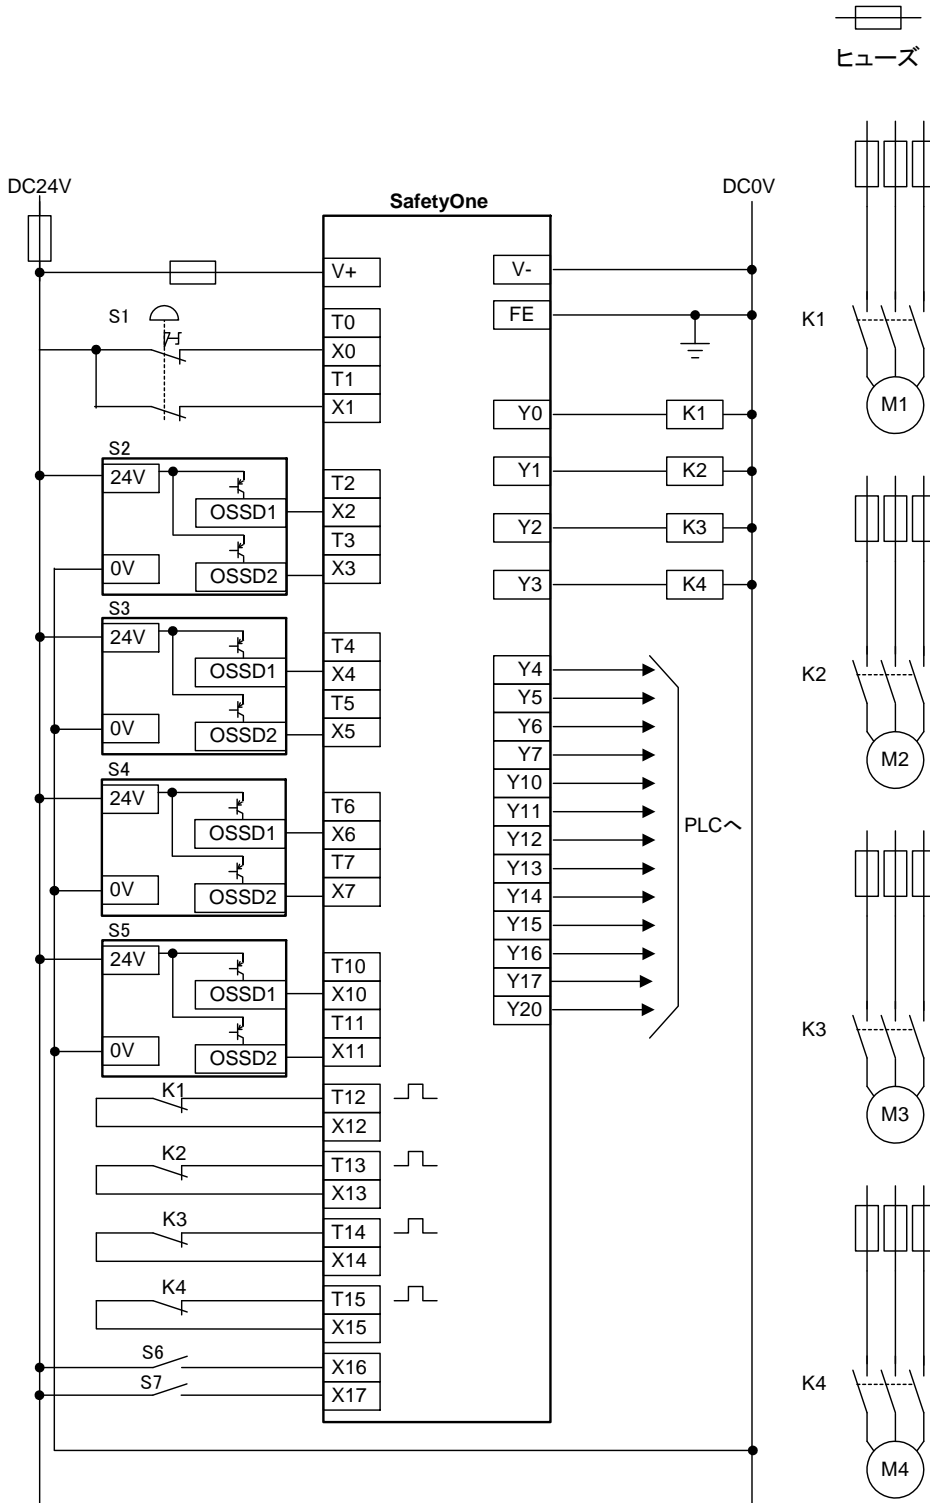 ヒューズ
DC24V
SafetyOne
DC0V
V+
V-
FE
S1
T0
X0
T1
X1
K1
M1
Y0
K1
S2
24V
OSSD1
0V
OSSD2
T2
X2
T3
X3
Y1
K2
Y2
K3
Y3
K4
S3
24V
OSSD1
0V
OSSD2
T4
X4
T5
X5
Y4
Y5
Y6
Y7
Y10
Y11
Y12
Y13
Y14
Y15
Y16
Y17
Y20
PLCへ
K2
M2
S4
24V
OSSD1
0V
OSSD2
T6
X6
T7
X7
S5
24V
OSSD1
0V
OSSD2
T10
X10
T11
X11
K3
M3
K1
T12
X12
K2
T13
X13
K3
T14
X14
K4
T15
X15
S6
X16
S7
X17
K4
M4